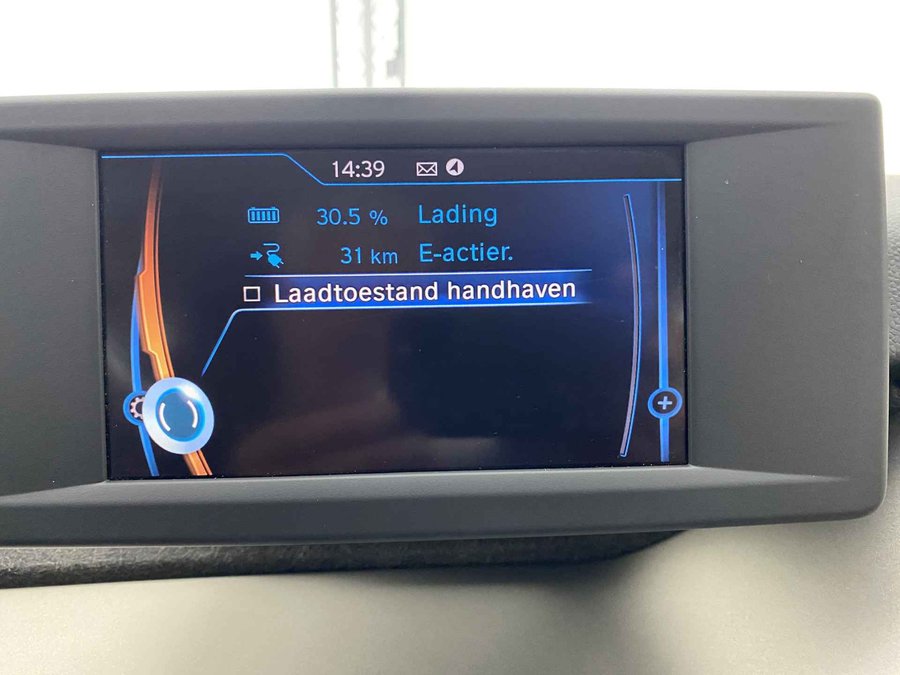 14:39
30.5 % Lading
31 km E-actier.
Laadtoestand handhaven